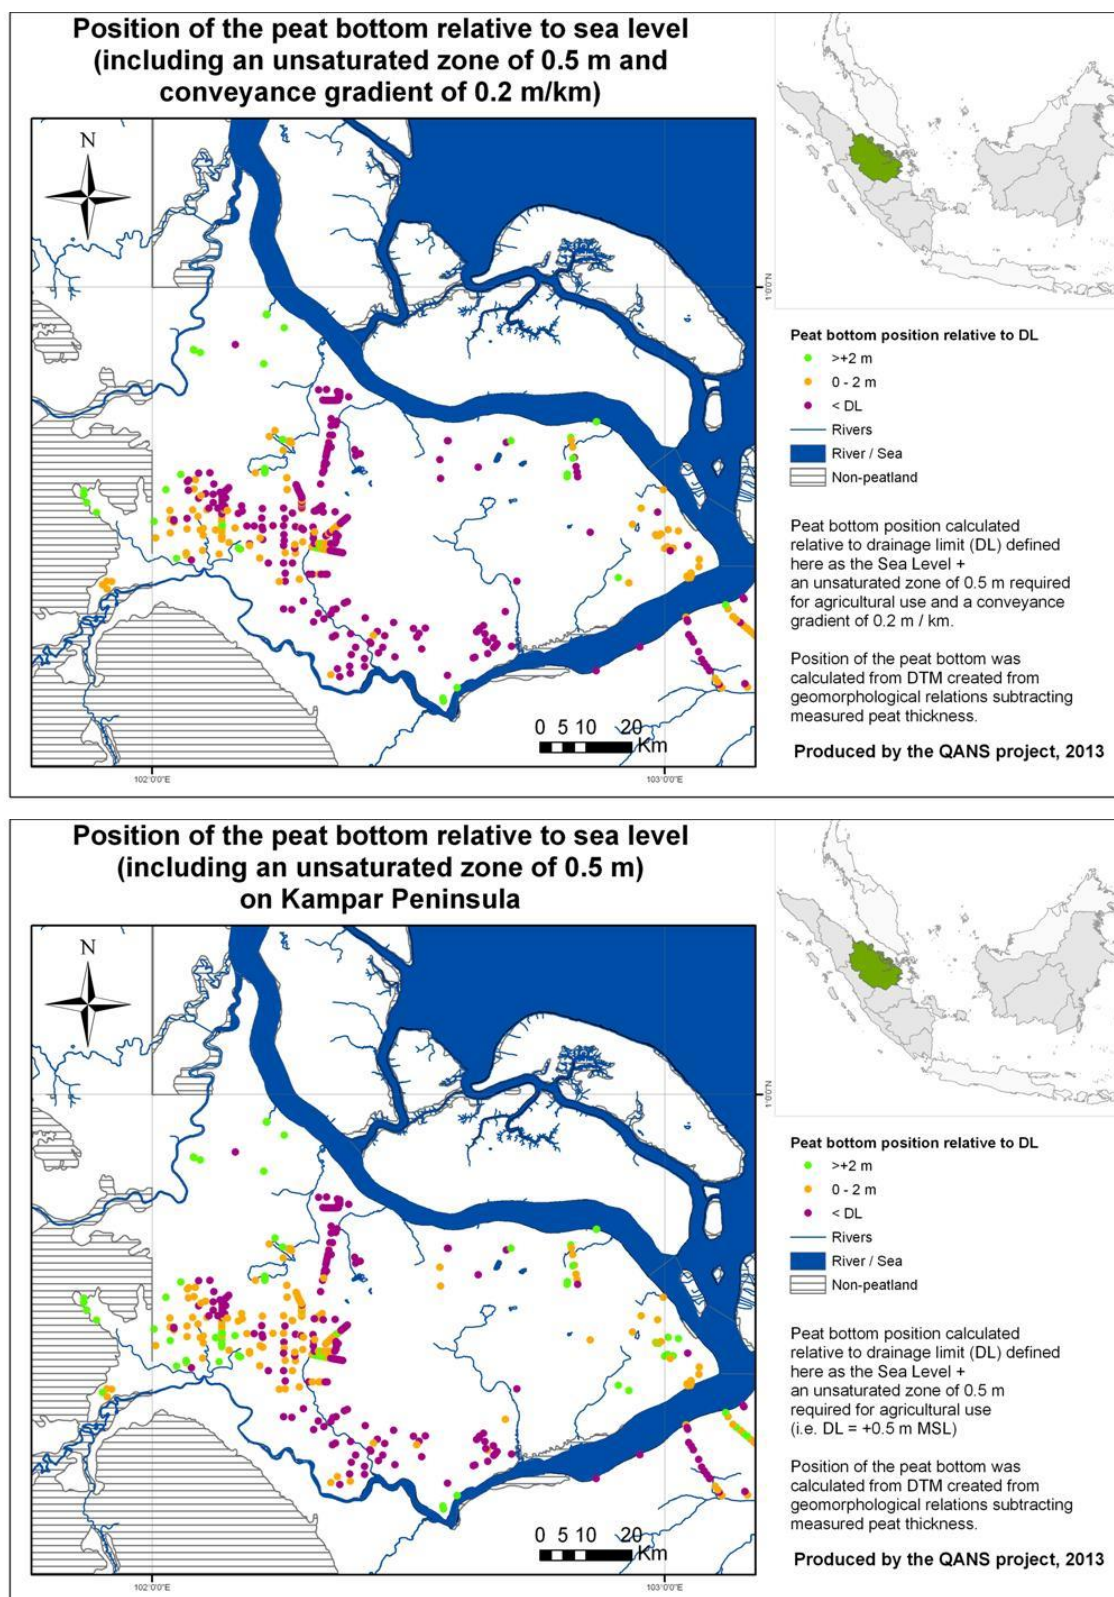 Position of the peat bottom relative to sea level
(including an unsaturated zone of 0.5 m and
conveyance gradient of 0.2 m/km)
N
1°0'0"N
Peat bottom position relative to DL
>+2 m
0 - 2 m
< DL
Rivers
River / Sea
Non-peatland
Peat bottom position calculated
relative to drainage limit (DL) defined
here as the Sea Level +
an unsaturated zone of 0.5 m required
for agricultural use and a conveyance
gradient of 0.2 m / km.
Position of the peat bottom was
calculated from DTM created from
geomorphological relations subtracting
measured peat thickness.
Produced by the QANS project, 2013
0 5 10 20
Km
102°0'0"E
103°0'0"E
Position of the peat bottom relative to sea level
(including an unsaturated zone of 0.5 m)
on Kampar Peninsula
N
1°0'0"N
Peat bottom position relative to DL
>+2 m
0 - 2 m
< DL
Rivers
River / Sea
Non-peatland
Peat bottom position calculated
relative to drainage limit (DL) defined
here as the Sea Level +
an unsaturated zone of 0.5 m
required for agricultural use
(i.e. DL = +0.5 m MSL)
Position of the peat bottom was
calculated from DTM created from
geomorphological relations subtracting
measured peat thickness.
Produced by the QANS project, 2013
0 5 10 20
Km
102°0'0"E
103°0'0"E